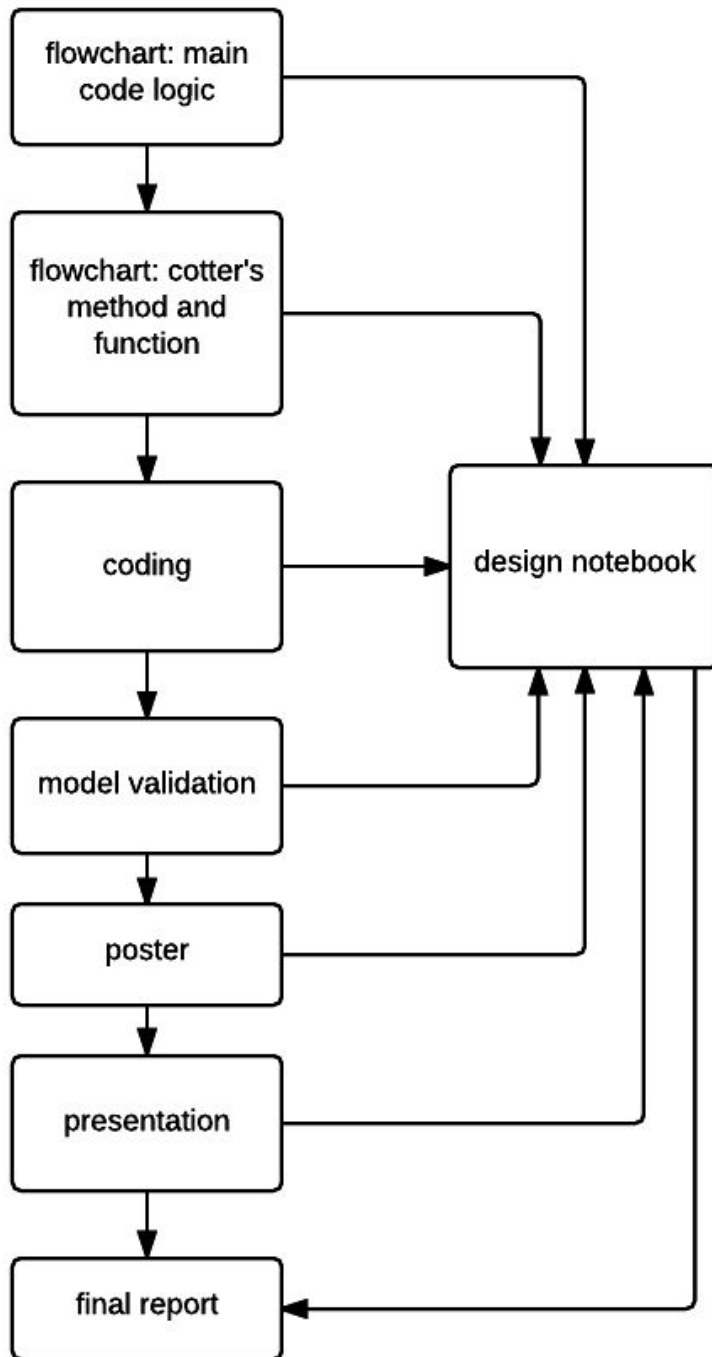 flowchart: main
code logic
flowchart: cotter's
method and
function
coding
design notebook
model validation
poster
presentation
final report